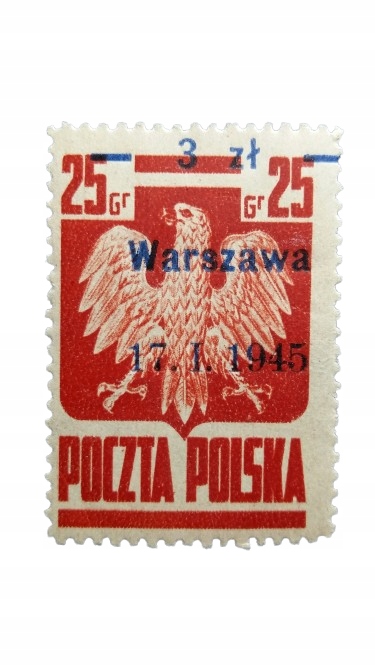 3 zł
25 Gr Gr 25
Warszawa
17. I. 1945
POCZTA POLSKA